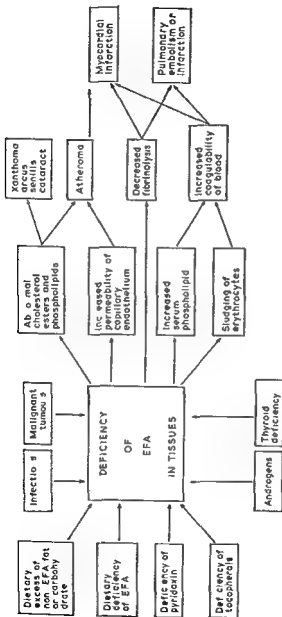 Dietary
excess of
non EFA fat
or carbohy
drate
Dietary
deficiency
of EFA
Deficiency of
pyridoxin
Def ciency of
tocopherols
Infectio s
Malignant
tumou s
DEFICIENCY
OF EFA
IN TISSUES
Androgens
Thyroid deficiency
Ab o mal
cholesterol
esters and
phospholipids
Inc eased
permeability of
capillary
endothelium
Increased
serum
phospholipid
Sludging of
erythrocytes
Xanthoma
arcus
senilis
cataract
Atheroma
Decreased
fibrinolysis
Increased
coagulability
of blood
Myocardial
infarction
Pulmonary
embolism or
infarction